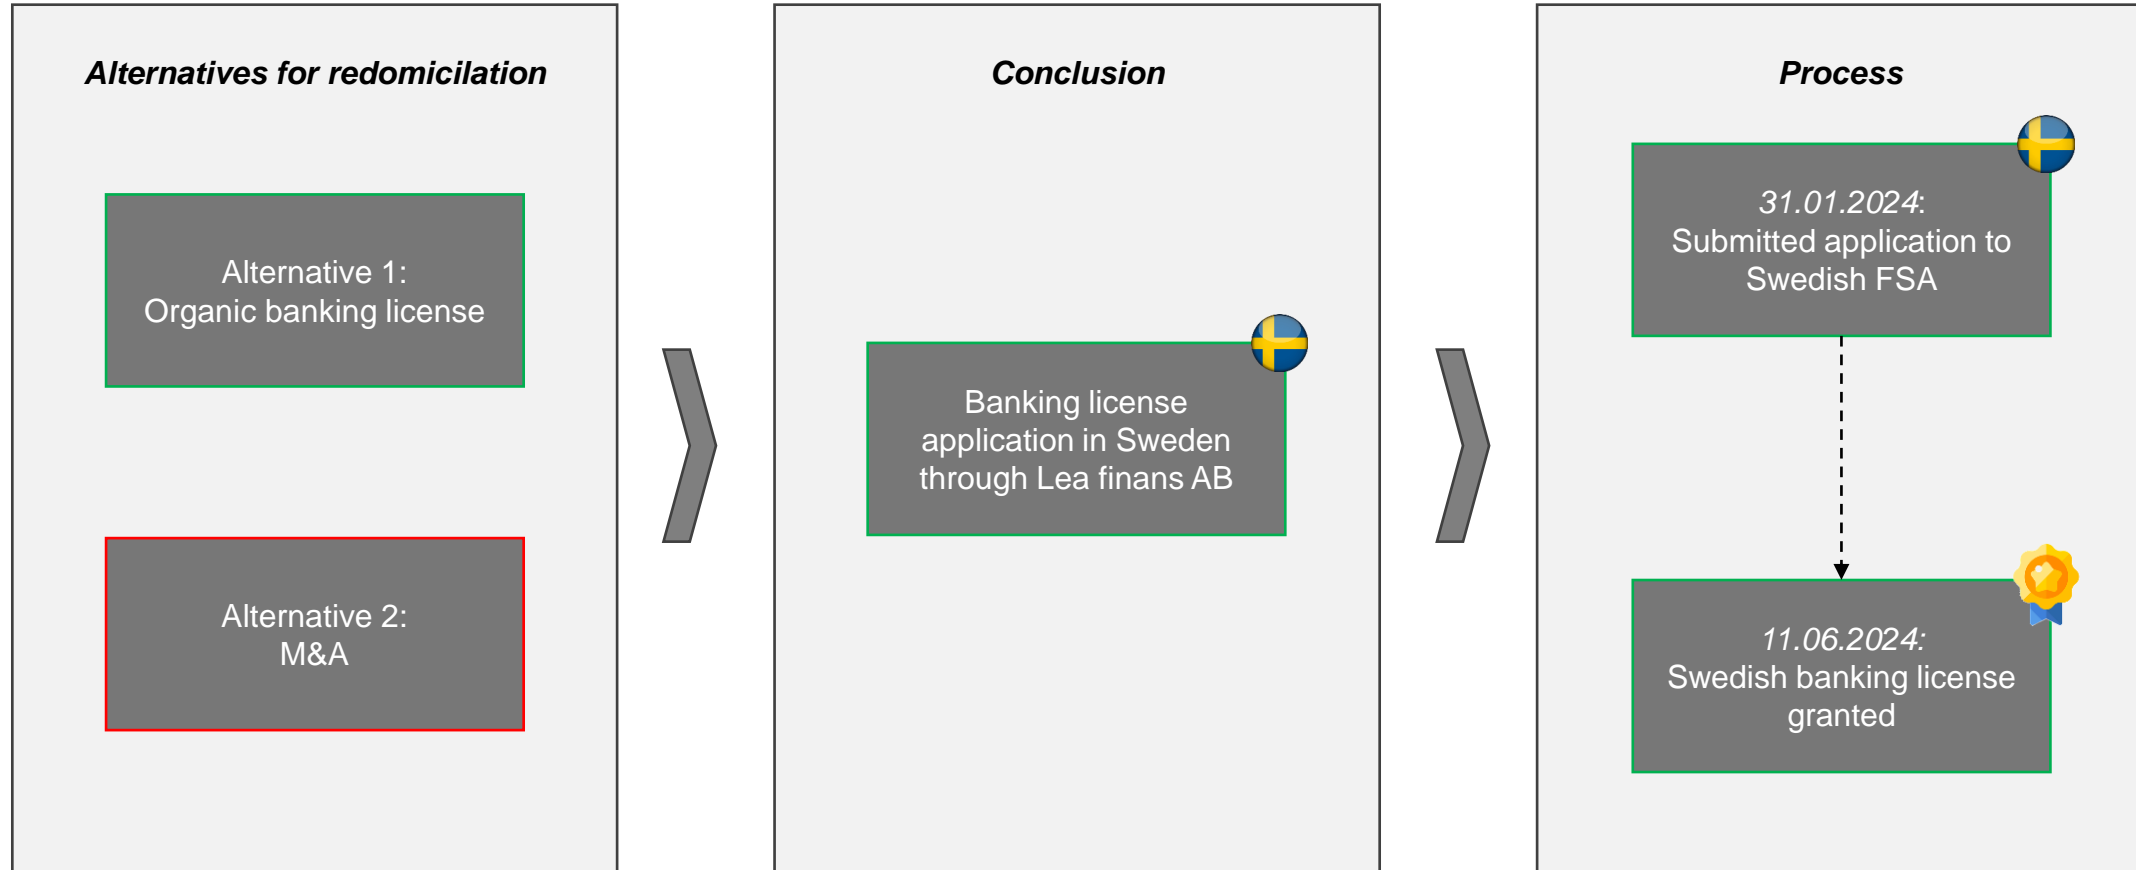 Alternatives for redomicilation
Alternative 1:
Organic banking license
Alternative 2:
M&A
Conclusion
Banking license
application in Sweden
through Lea finans AB
Process
31.01.2024:
Submitted application to
Swedish FSA
11.06.2024:
Swedish banking license
granted